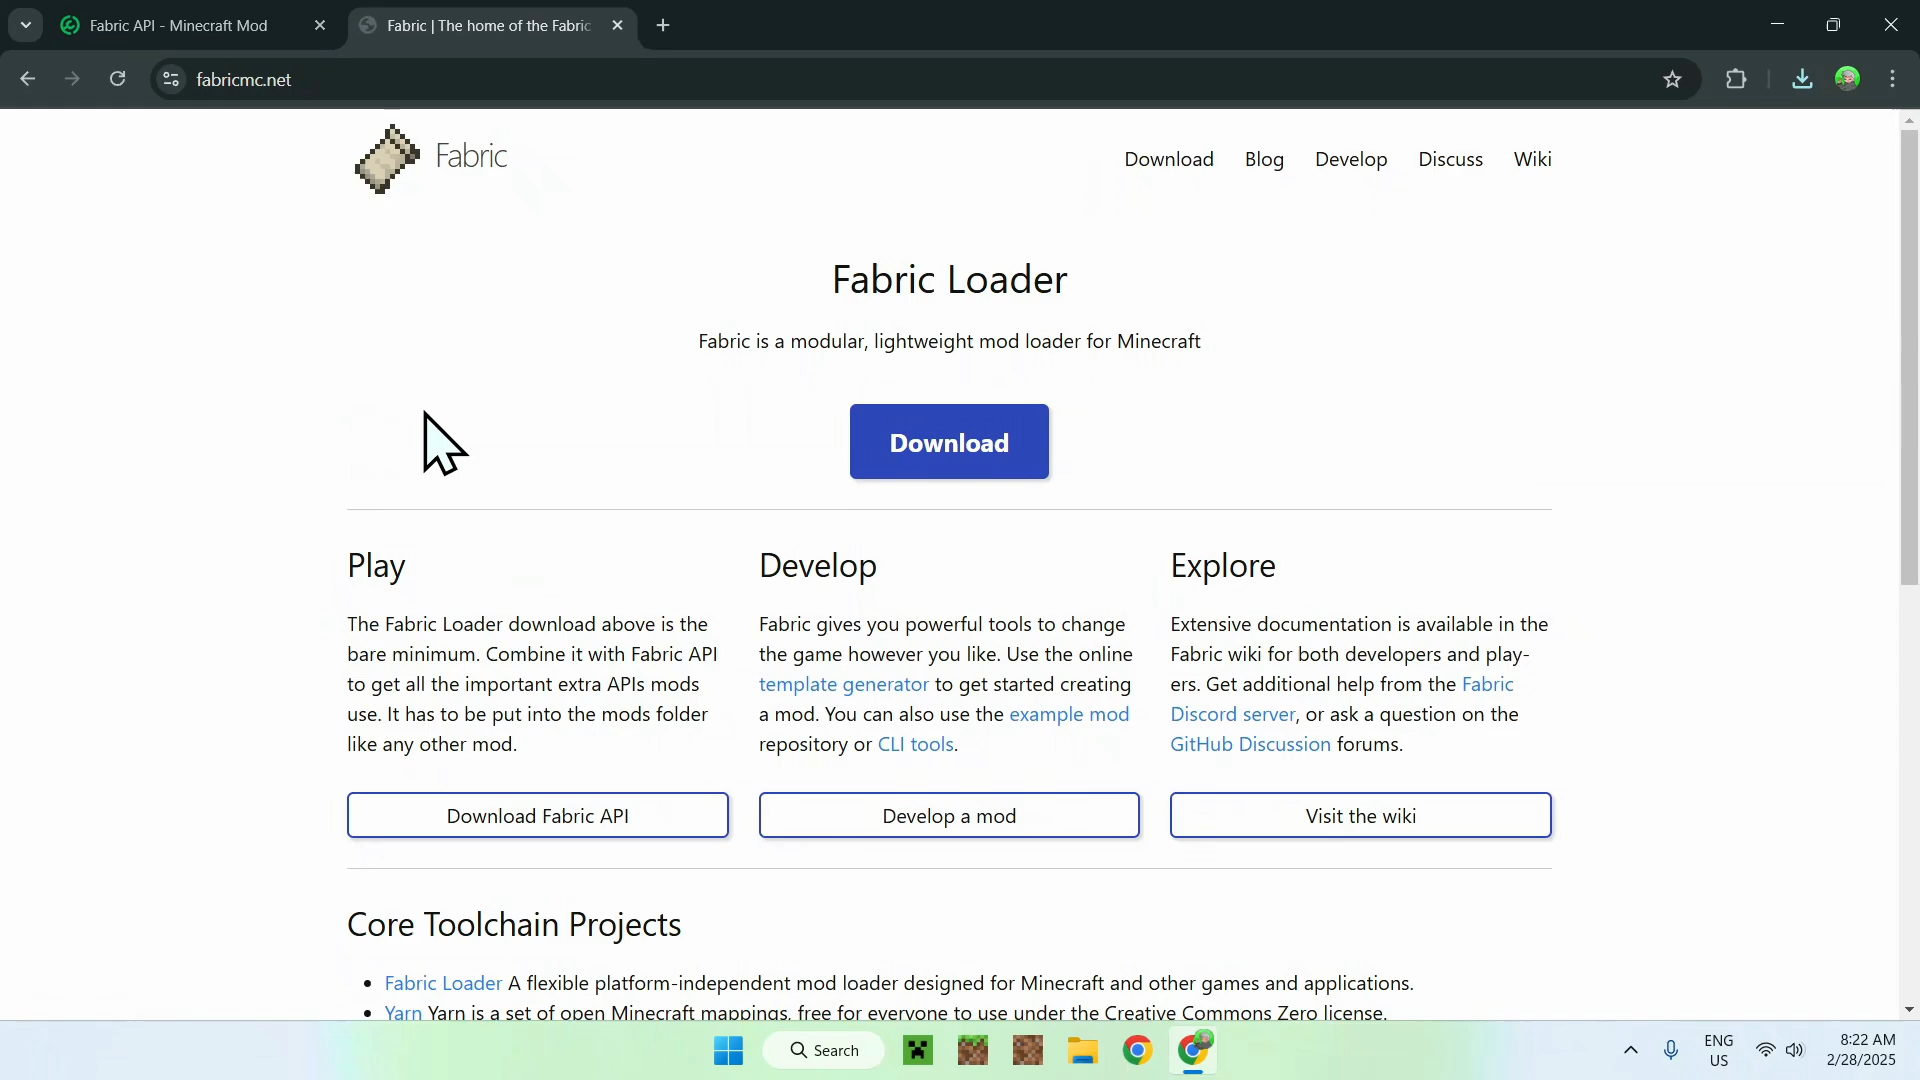 Fabric API - Minecraft Mod
Fabric | The home of the Fabric
fabricmc.net
Fabric
Download
Blog
Develop
Discuss
Wiki
Fabric Loader
Fabric is a modular, lightweight mod loader for Minecraft
Download
Play
The Fabric Loader download above is the
bare minimum. Combine it with Fabric API
to get all the important extra APIs mods
use. It has to be put into the mods folder
like any other mod.
Download Fabric API
Develop
Fabric gives you powerful tools to change
the game however you like. Use the online
template generator to get started creating
a mod. You can also use the example mod
repository or CLI tools.
Develop a mod
Explore
Extensive documentation is available in the
Fabric wiki for both developers and play-
ers. Get additional help from the Fabric
Discord server, or ask a question on the
GitHub Discussion forums.
Visit the wiki
Core Toolchain Projects
Fabric Loader A flexible platform-independent mod loader designed for Minecraft and other games and applications.
Yarn Yarn is a set of open Minecraft mappings, free for everyone to use under the Creative Commons Zero license.
Search
ENG
US
8:22 AM
2/28/2025